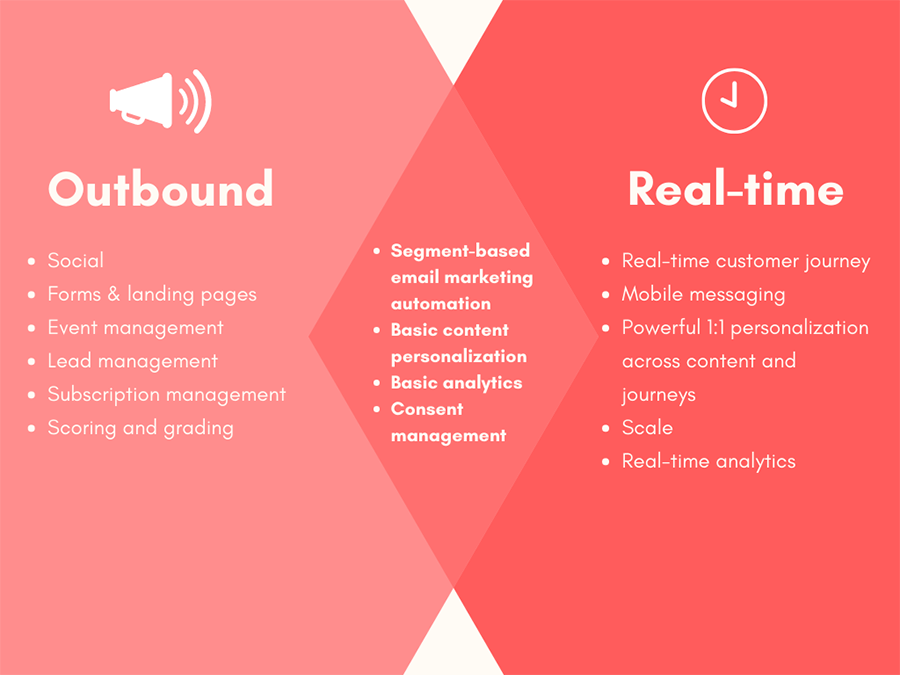 Outbound
• Social
• Forms & landing pages
• Event management
• Lead management
• Subscription management
• Scoring and grading
• Segment-based
email marketing
automation
• Basic content
personalization
• Basic analytics
• Consent
management
Real-time
• Real-time customer journey
• Mobile messaging
• Powerful 1:1 personalization
across content and
journeys
• Scale
• Real-time analytics